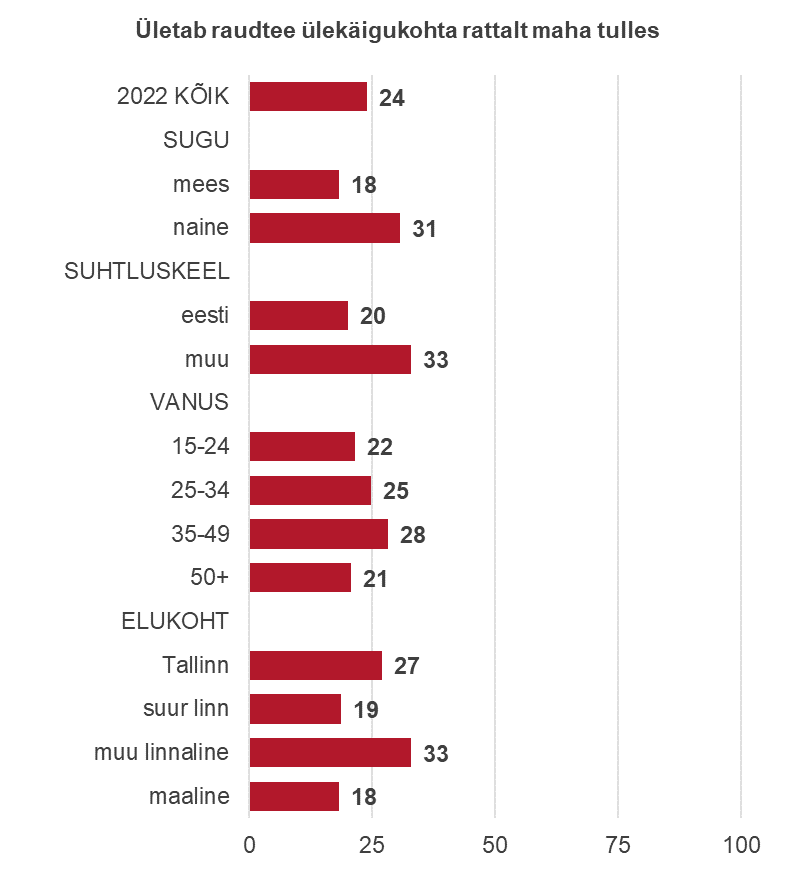 Ületab raudtee ülekäigukohta rattalt maha tulles
2022 KÕIK 24
SUGU
mees 18
naine 31
SUHTLUSKEEL
eesti 20
muu 33
VANUS
15-24 22
25-34 25
35-49 28
50+ 21
ELUKOHT
Tallinn 27
suur linn 19
muu linnaline 33
maaline 18
0 25 50 75 100